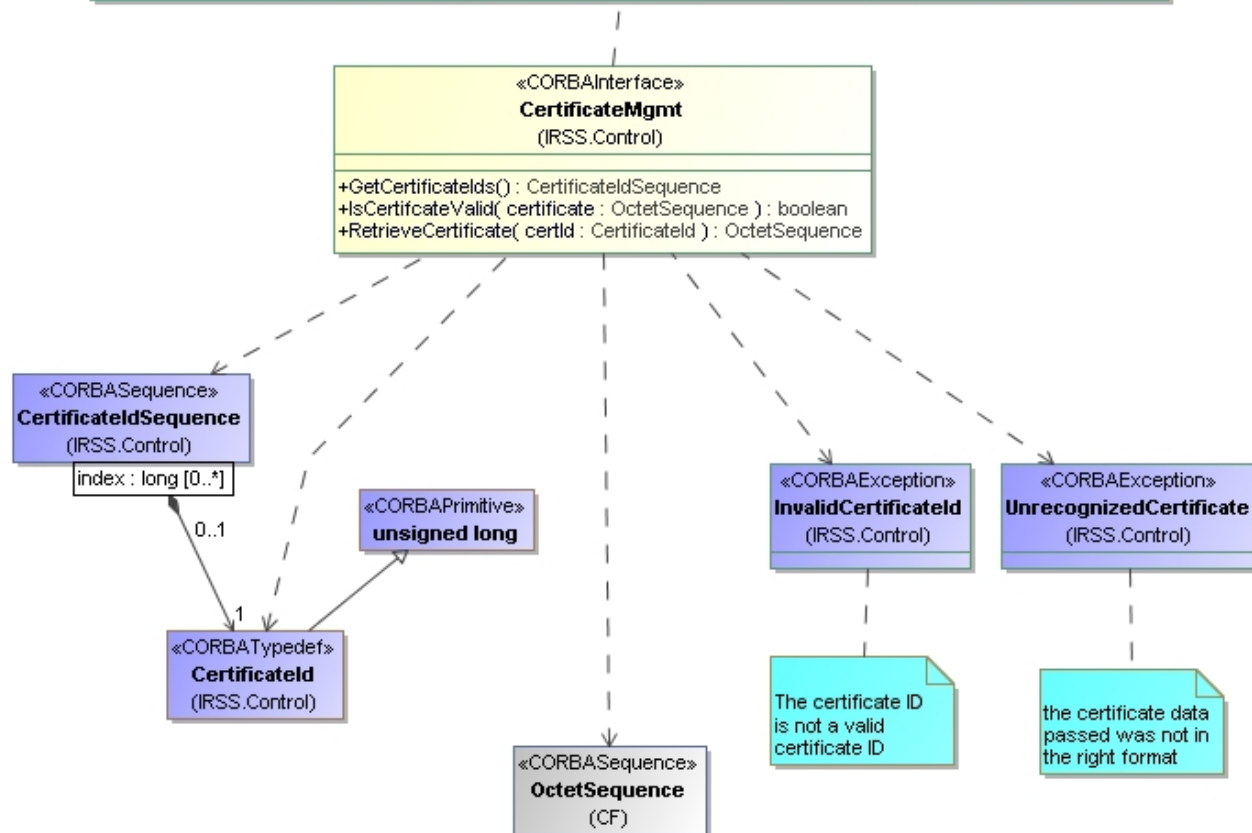 «CORBAInterface»
CertificateMgmt
(IRSS.Control)
+GetCertificateIds() : CertificateIdSequence
+IsCertifcateValid( certificate : OctetSequence ) : boolean
+RetrieveCertificate( certId : CertificateId ) : OctetSequence
«CORBASequence»
CertificateIdSequence
(IRSS.Control)
index : long [0..*]
0..1
1
«CORBAPrimitive»
unsigned long
«CORBATypedef»
CertificateId
(IRSS.Control)
«CORBASequence»
OctetSequence
(CF)
«CORBAException»
InvalidCertificateId
(IRSS.Control)
«CORBAException»
UnrecognizedCertificate
(IRSS.Control)
The certificate ID
is not a valid
certificate ID
the certificate data
passed was not in
the right format